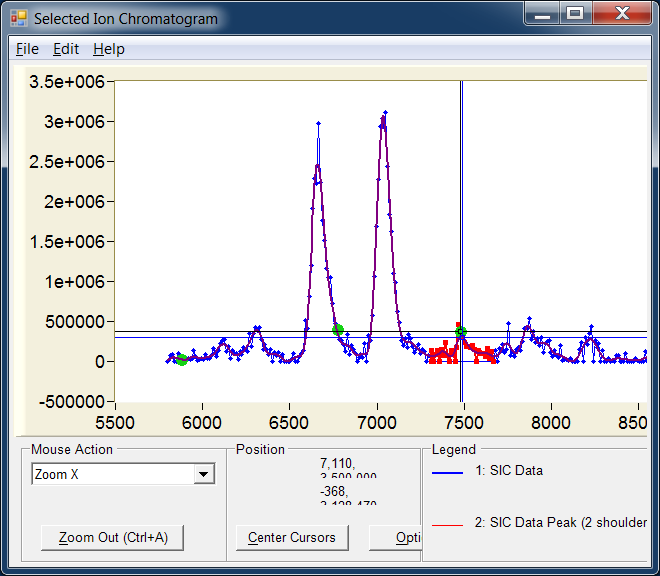 Selected Ion Chromatogram
File Edit Help
3.5e+006
3e+006
2.5e+006
2e+006
1.5e+006
1e+006
500000
0
-500000
5500 6000 6500 7000 7500 8000 850
Mouse Action
Zoom X
Zoom Out (Ctrl+A)
Position
7,110,
-368,
Center Cursors
Opti
Legend
1: SIC Data
2: SIC Data Peak (2 shoulder